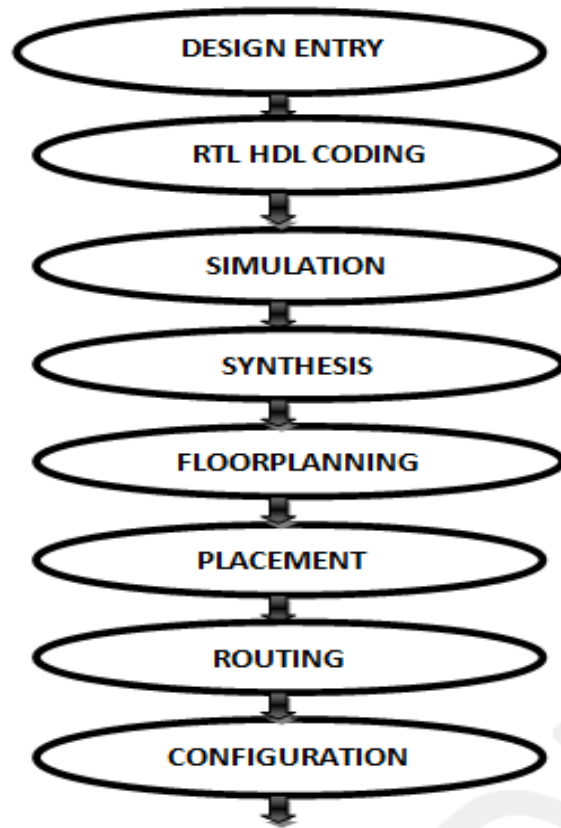 DESIGN ENTRY
RTL HDL CODING
SIMULATION
SYNTHESIS
FLOORPLANNING
PLACEMENT
ROUTING
CONFIGURATION